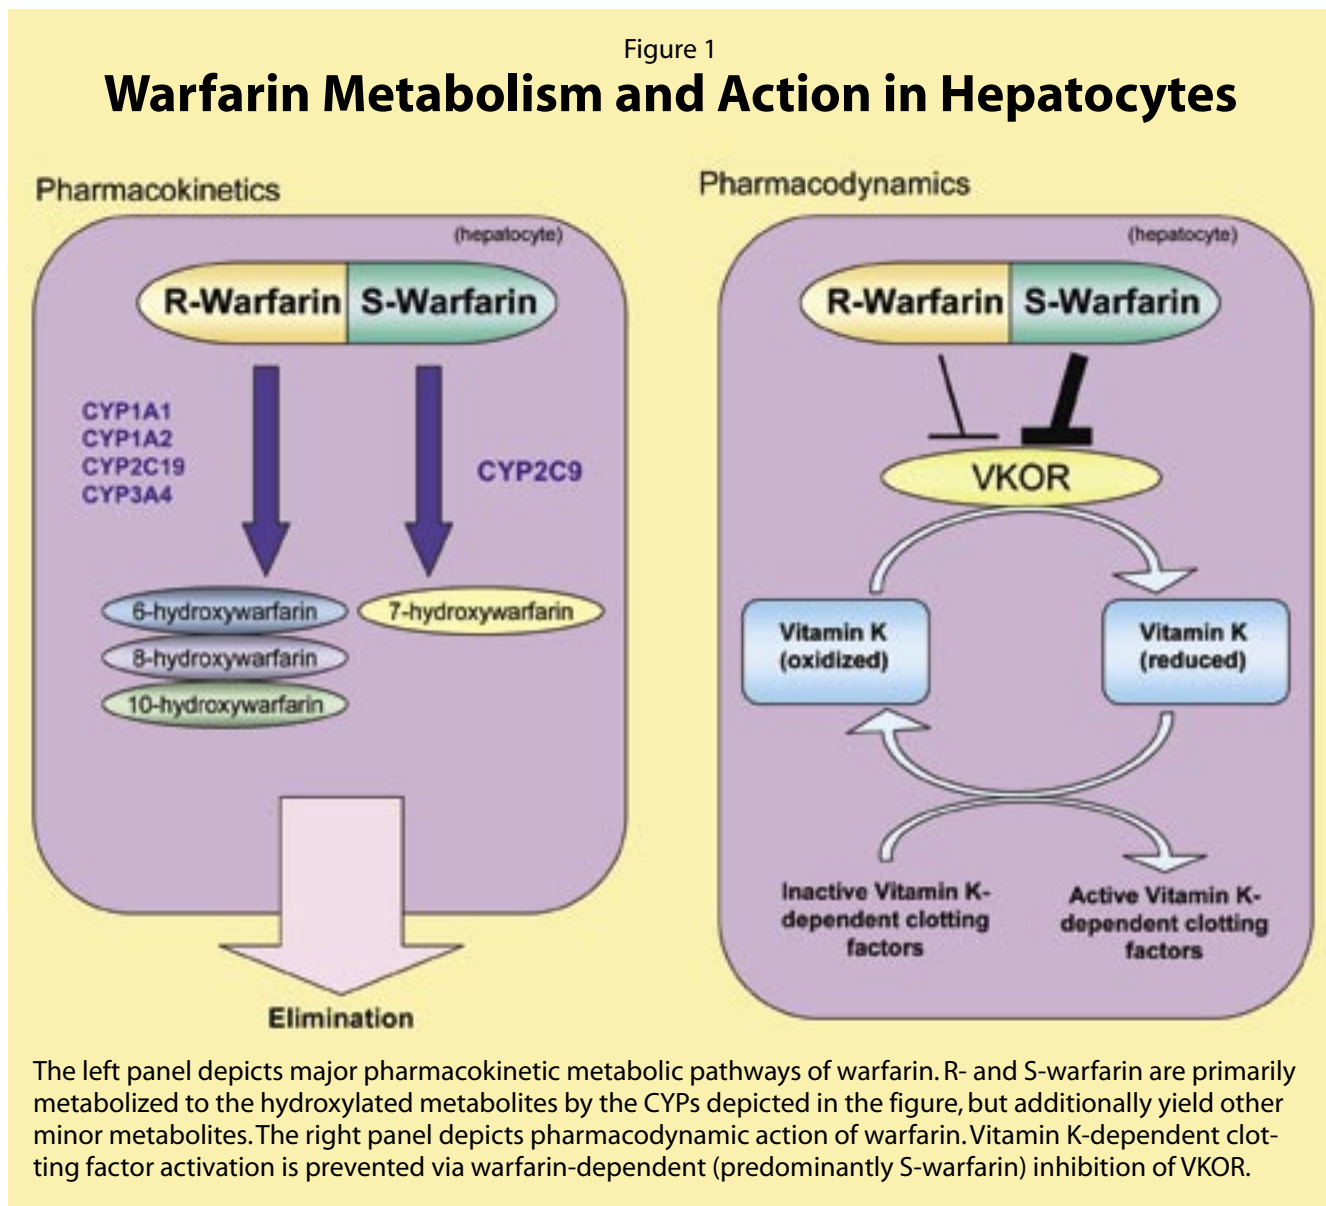 Figure 1
Warfarin Metabolism and Action in Hepatocytes
Pharmacokinetics
(hepatocyte)
R-Warfarin S-Warfarin
CYP1A1
CYP1A2
CYP2C19
CYP3A4
CYP2C9
6-hydroxywarfarin
7-hydroxywarfarin
8-hydroxywarfarin
10-hydroxywarfarin
Elimination
Pharmacodynamics
(hepatocyte)
R-Warfarin S-Warfarin
VKOR
Vitamin K
(oxidized)
Vitamin K
(reduced)
Inactive Vitamin K-
dependent clotting
factors
Active Vitamin K-
dependent clotting
factors
The left panel depicts major pharmacokinetic metabolic pathways of warfarin. R- and S-warfarin are primarily
metabolized to the hydroxylated metabolites by the CYPs depicted in the figure, but additionally yield other
minor metabolites. The right panel depicts pharmacodynamic action of warfarin. Vitamin K-dependent clot-
ting factor activation is prevented via warfarin-dependent (predominantly S-warfarin) inhibition of VKOR.